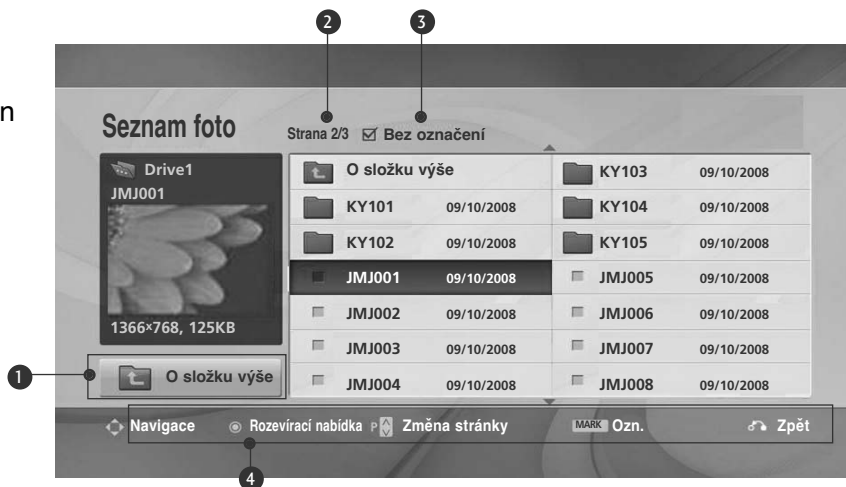 2 3
n
Seznam foto
Strana 2/3 Bez označení
Drive1
JMJ001
1366×768, 125KB
O složku výše
KY103 09/10/2008
KY101 09/10/2008
KY104 09/10/2008
KY102 09/10/2008
KY105 09/10/2008
JMJ001 09/10/2008
JMJ005 09/10/2008
JMJ002 09/10/2008
JMJ006 09/10/2008
JMJ003 09/10/2008
JMJ007 09/10/2008
JMJ004 09/10/2008
JMJ008 09/10/2008
1
O složku výše
Navigace Rozevírací nabídka P Změna stránky MARK Ozn. Zpět
4